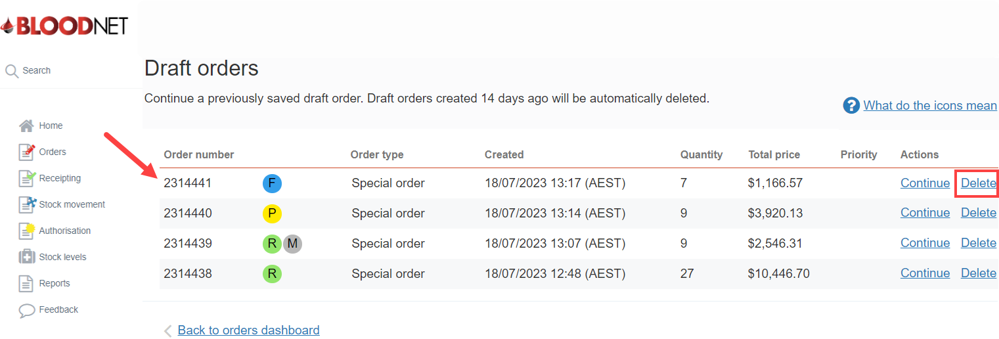 BLOODNET
Search
Home
Orders
Receipting
Stock movement
Authorisation
Stock levels
Reports
Feedback
Draft orders
Continue a previously saved draft order. Draft orders created 14 days ago will be automatically deleted.
? What do the icons mean
Order number Order type Created Quantity Total price Priority Actions
2314441 F Special order 18/07/2023 13:17 (AEST) 7 $1,166.57 Continue Delete
2314440 P Special order 18/07/2023 13:14 (AEST) 9 $3,920.13 Continue Delete
2314439 R M Special order 18/07/2023 13:07 (AEST) 9 $2,546.31 Continue Delete
2314438 R Special order 18/07/2023 12:48 (AEST) 27 $10,446.70 Continue Delete
Back to orders dashboard